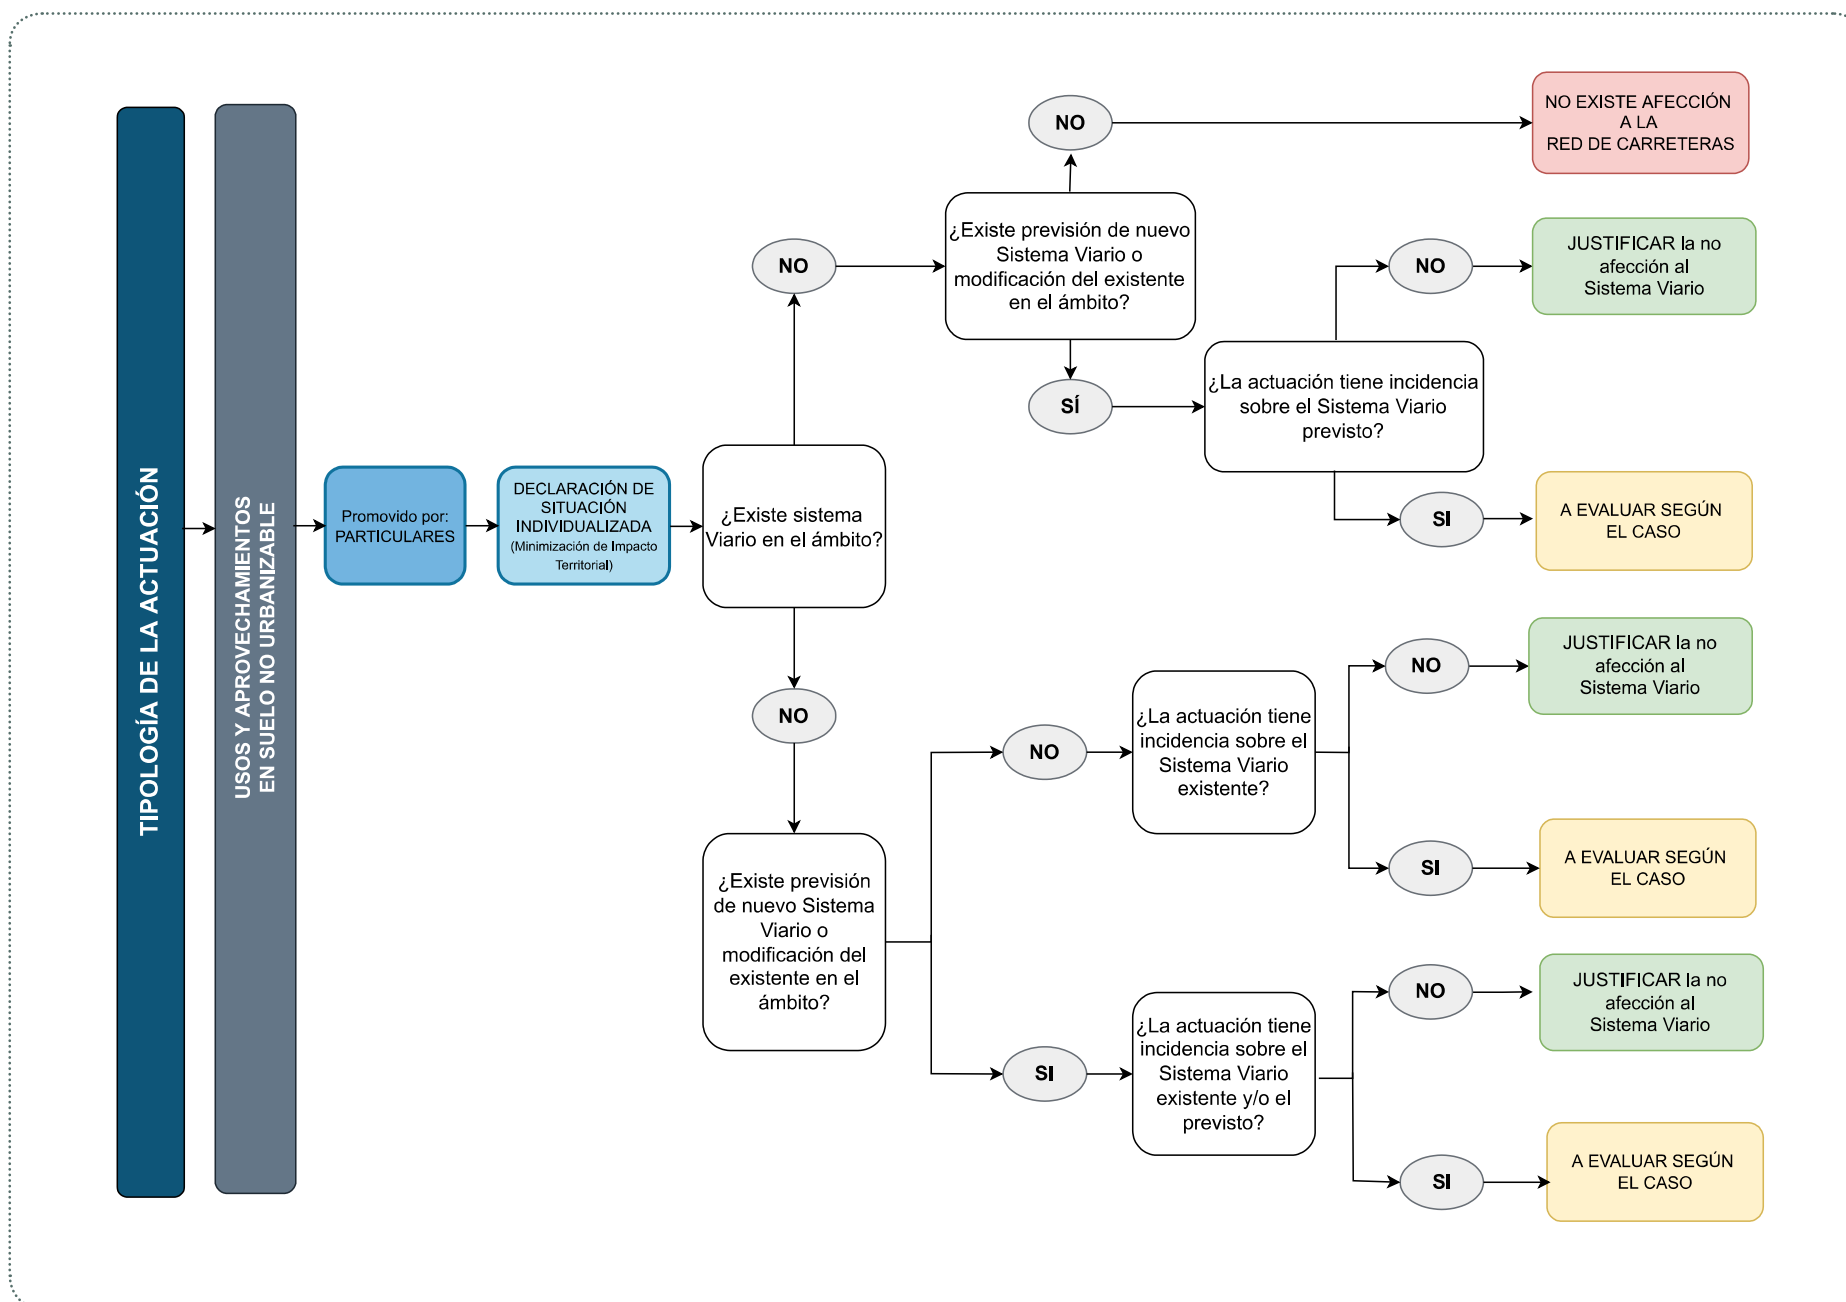 TIPOLOGÍA DE LA ACTUACIÓN
USOS Y APROVECHAMIENTOS
EN SUELO NO URBANIZABLE
Promovido por:
PARTICULARES
DECLARACIÓN DE
SITUACIÓN
INDIVIDUALIZADA
(Minimización de Impacto
Territorial)
¿Existe sistema
Viario en el ámbito?
NO
¿Existe previsión de nuevo
Sistema Viario o
modificación del existente
en el ámbito?
NO
NO EXISTE AFECCIÓN
A LA
RED DE CARRETERAS
SÍ
¿La actuación tiene incidencia
sobre el Sistema Viario
previsto?
NO
JUSTIFICAR la no
afección al
Sistema Viario
SI
A EVALUAR SEGÚN
EL CASO
NO
¿Existe previsión
de nuevo Sistema
Viario o
modificación del
existente en el
ámbito?
NO
¿La actuación tiene
incidencia sobre el
Sistema Viario
existente?
NO
JUSTIFICAR la no
afección al
Sistema Viario
SI
A EVALUAR SEGÚN
EL CASO
SI
¿La actuación tiene
incidencia sobre el
Sistema Viario
existente y/o el
previsto?
NO
JUSTIFICAR la no
afección al
Sistema Viario
SI
A EVALUAR SEGÚN
EL CASO